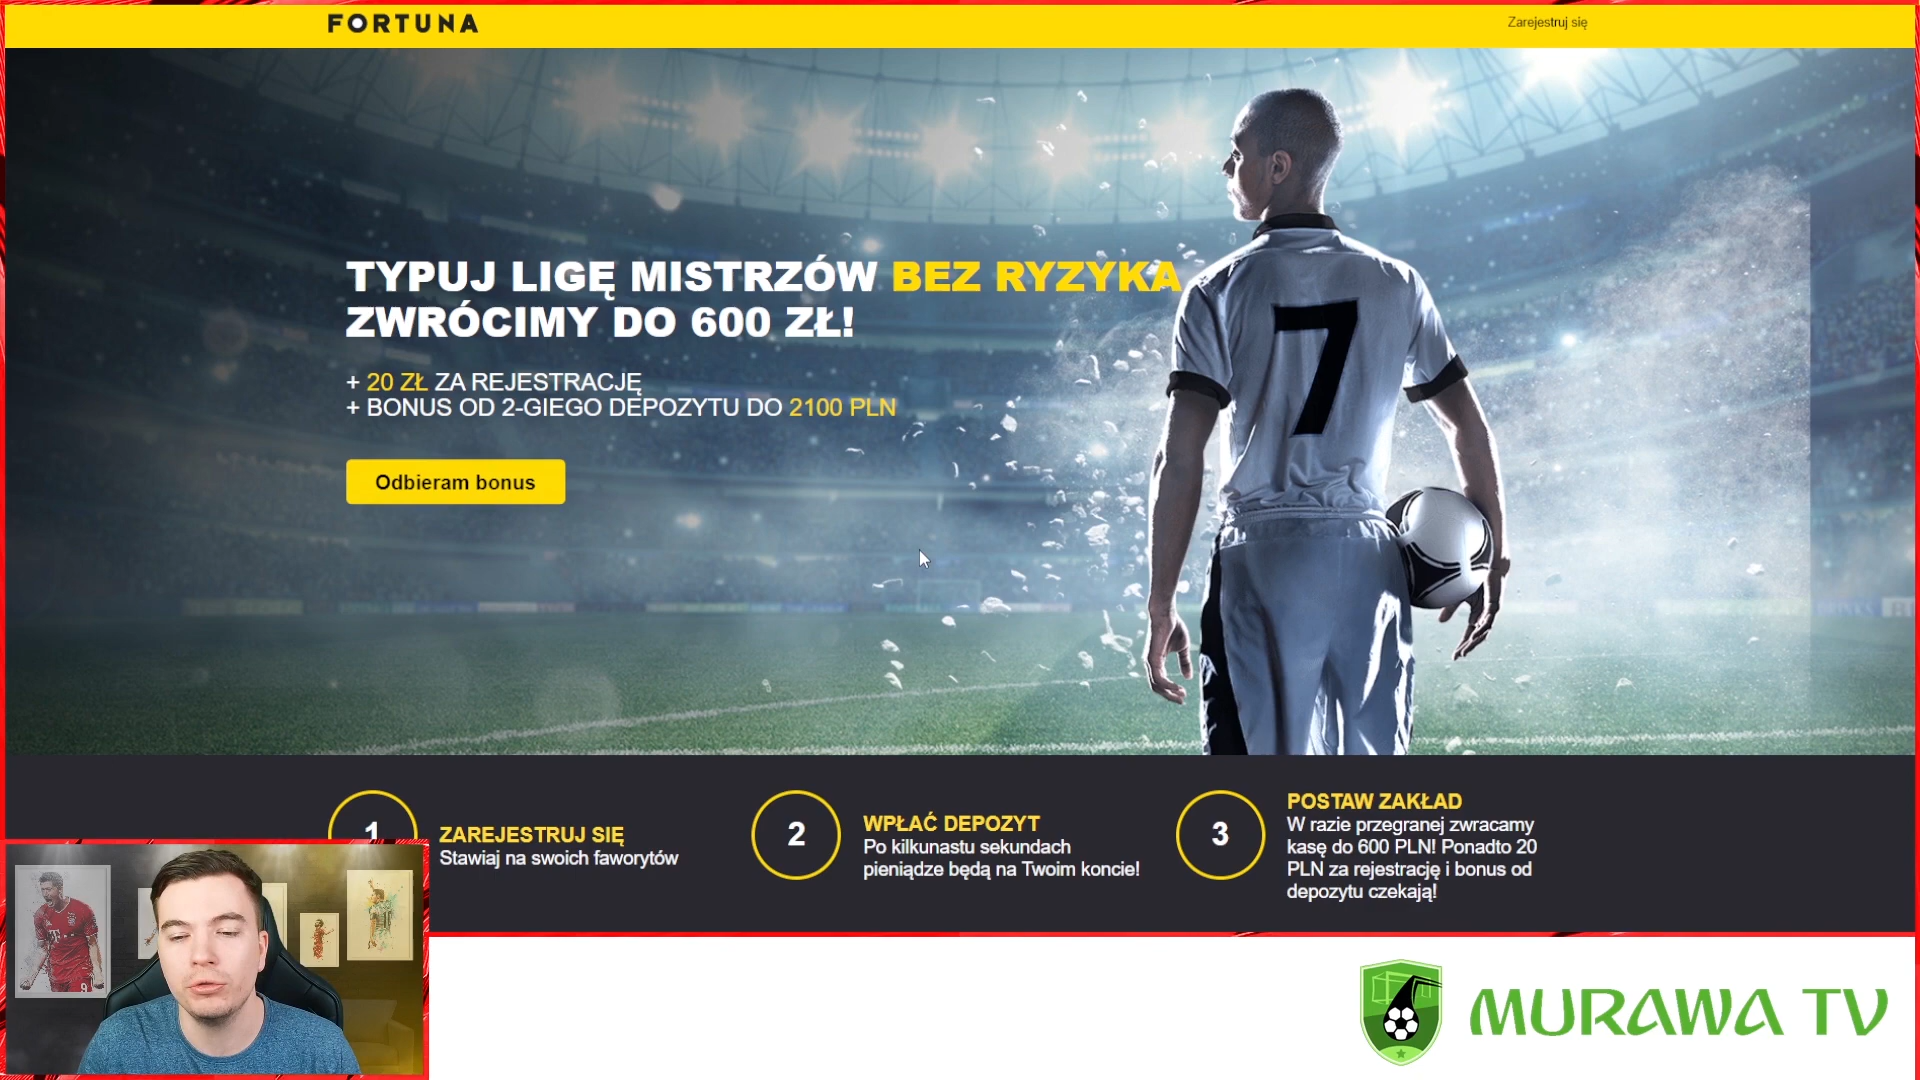 FORTUNA
Zarejestruj się
TYPUJ LIGĘ MISTRZÓW BEZ RYZYKA
ZWRÓCIMY DO 600 ZŁ!
+ 20 ZŁ ZA REJESTRACJĘ
+ BONUS OD 2-GIEGO DEPOZYTU DO 2100 PLN
Odbieram bonus
7
1
ZAREJESTRUJ SIĘ
Stawiaj na swoich faworytów
2
WPŁAĆ DEPOZYT
Po kilkunastu sekundach
pieniądze będą na Twoim koncie!
3
POSTAW ZAKŁAD
W razie przegranej zwracamy
kasę do 600 PLN! Ponadto 20
PLN za rejestrację i bonus od
depozytu czekają!
9
MURAWA TV